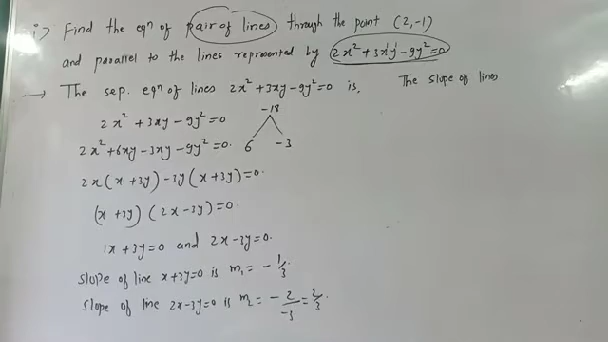 i) Find the eqn of pair of lines through the point (2,-1)
and parallel to the lines represented by 2x²+3xy-9y²=0
→ The sep. eqn of lines 2x²+3xy-9y²=0 is, The slope of lines
2x²+3xy-9y²=0 -18
2x²+6xy-3xy-9y²=0. 6 -3
2x(x+3y)-3y(x+3y)=0.
(x+3y)(2x-3y)=0.
x+3y=0 and 2x-3y=0.
slope of line x+3y=0 is m₁ = -1/3.
slope of line 2x-3y=0 is m₂ = -2/-3 = 2/3.